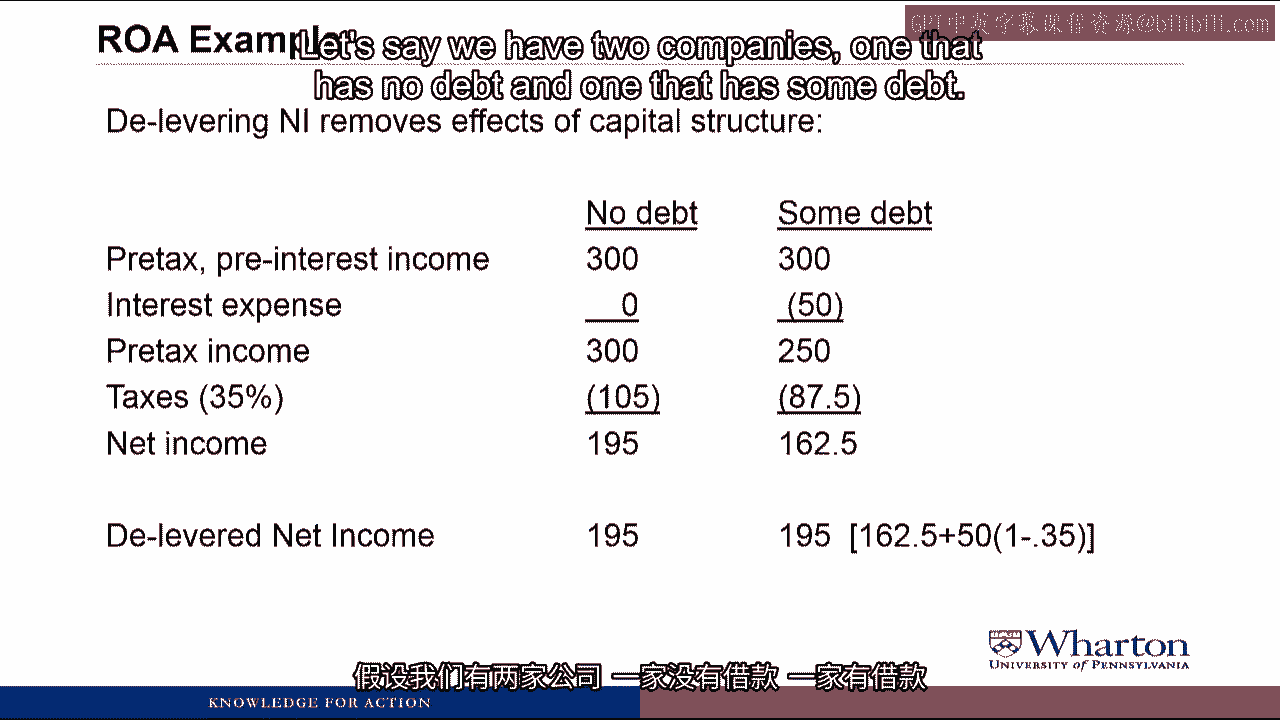 ROA Example
GPT中英字幕课程资源@bilibili.com
Let's say we have two companies, one that
has no debt and one that has some debt.
De-levering NI removes effects of capital structure:
No debt Some debt
Pretax, pre-interest income 300 300
Interest expense 0 (50)
Pretax income 300 250
Taxes (35%) (105) (87.5)
Net income 195 162.5
De-levered Net Income 195 195 [162.5+50(1-.35)]
Wharton
UNIVERSITY of PENNSYLVANIA
假设我们有两家公司 一家没有借款 一家有借款
KNOWLEDGE FOR ACTION